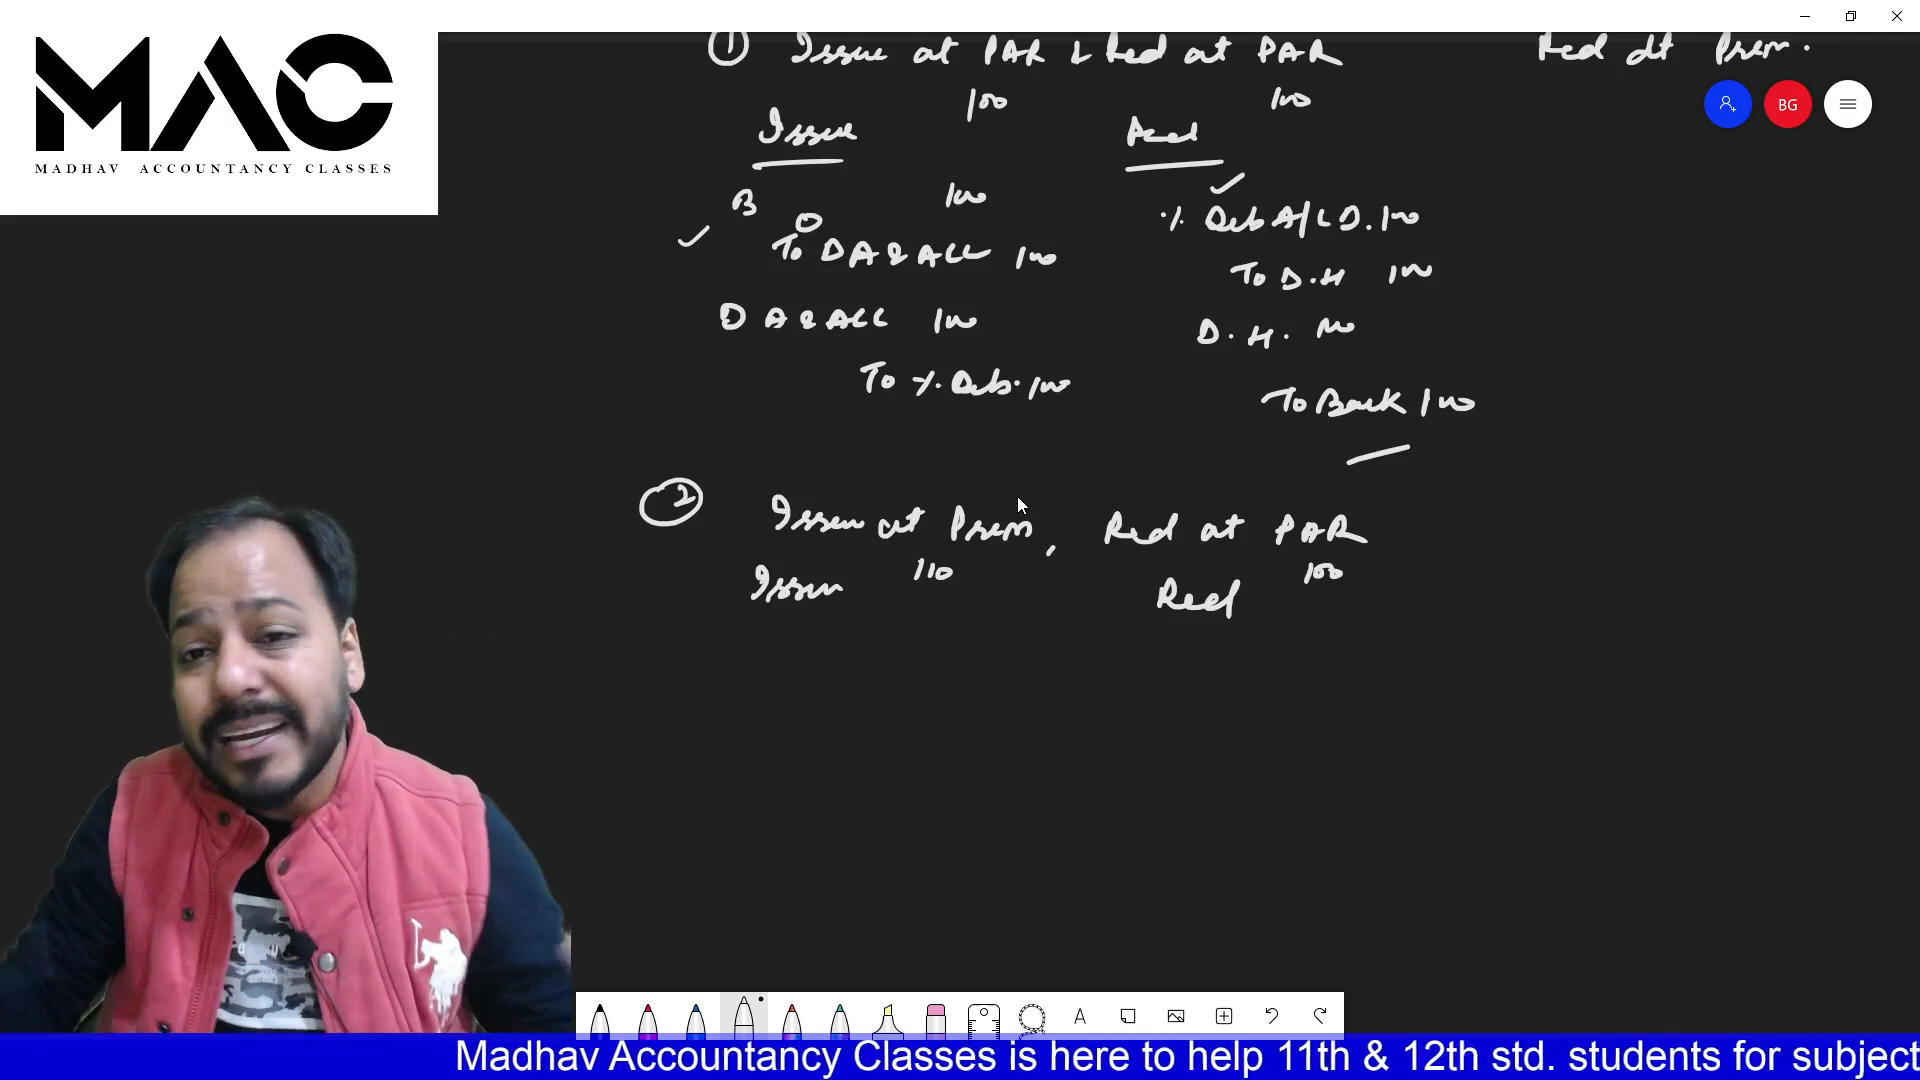 MAC
MADHAV ACCOUNTANCY CLASSES
① Issue at PAR & Red at PAR
100 100
Red at Prem.
BG
Issue Red
B 100
To D A & ALL 100
D A & ALL 100
To %. Deb. 100
%. Deb A/c D. 100
To D.H 100
D.H. 100
To Bank 100
② Issue at Prem, Red at PAR
110 100
Issue Red
A
Madhav Accountancy Classes is here to help 11th & 12th std. students for subject